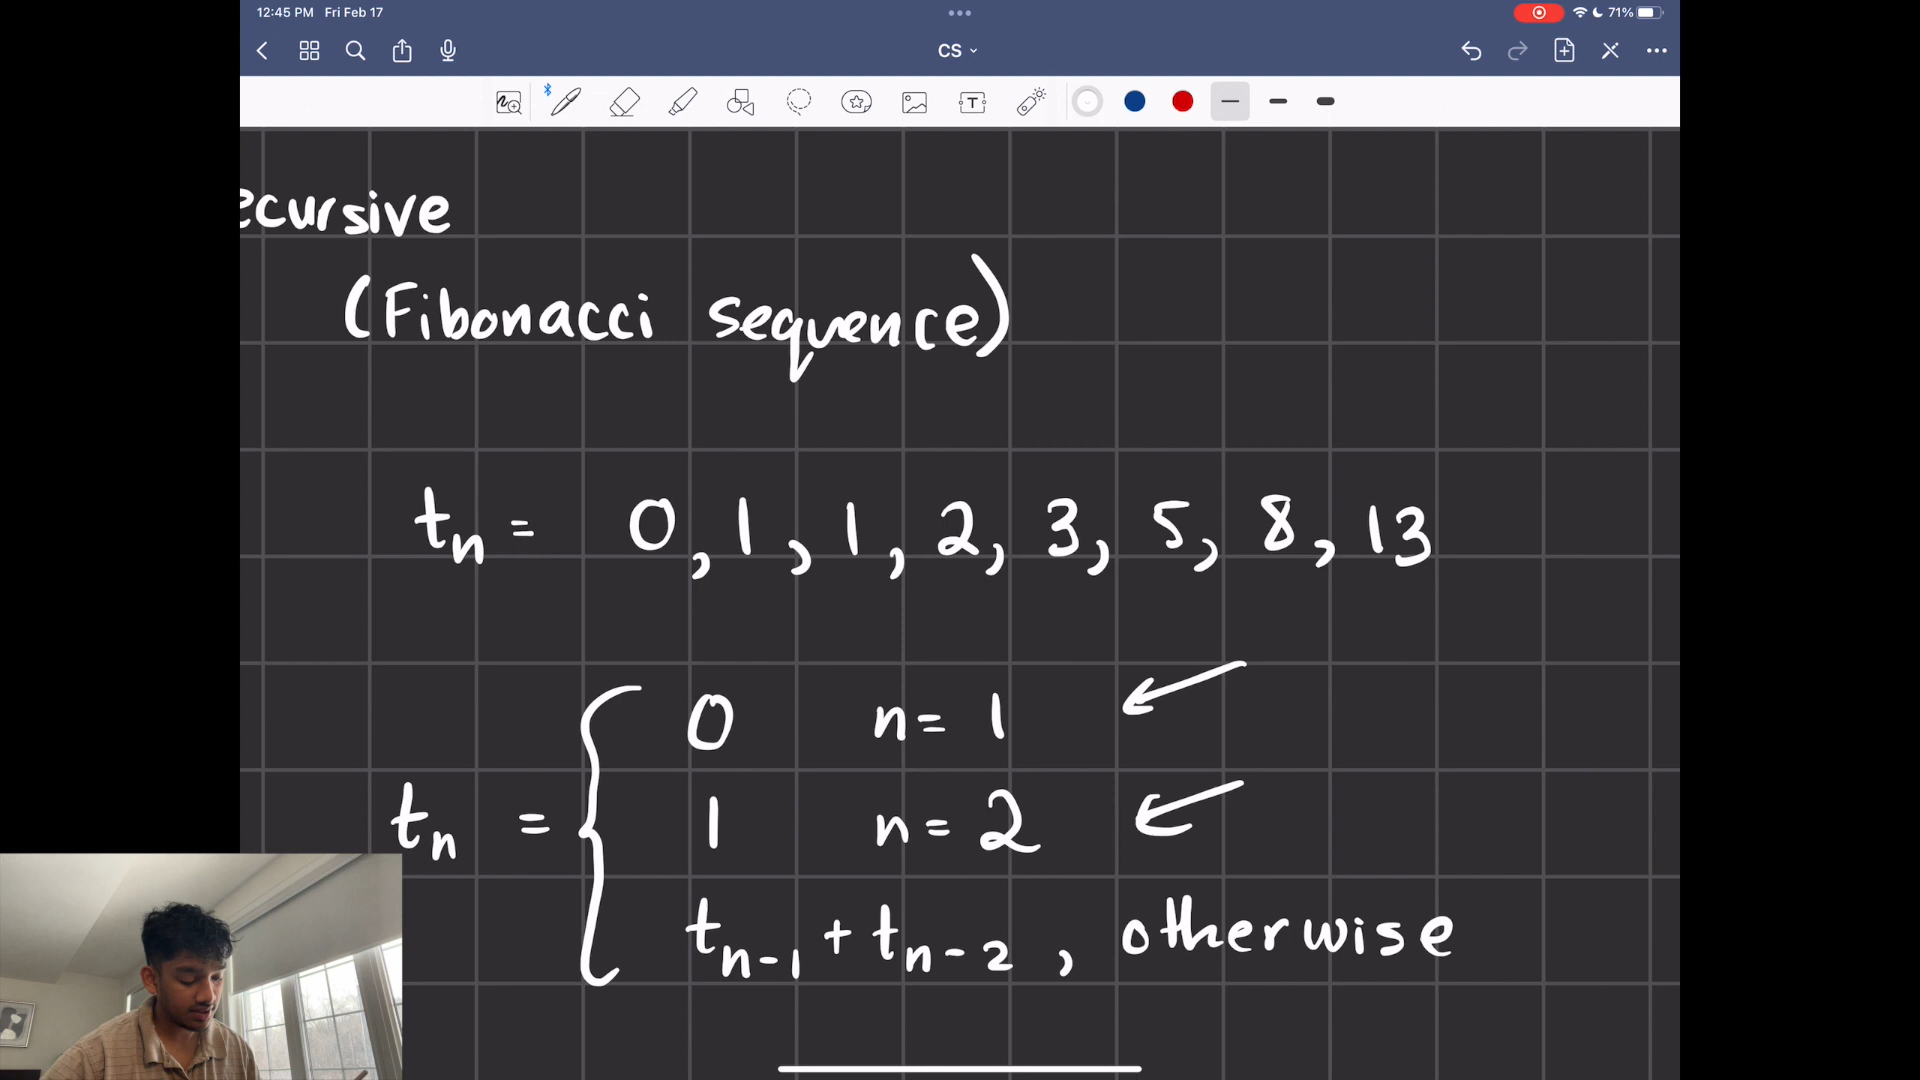 12:45 PM Fri Feb 17
71%
CS
T
ecursive
(Fibonacci sequence)
tn = 0, 1, 1, 2, 3, 5, 8, 13
0 n = 1
1 n = 2
tn =
tn-1 + tn-2, otherwise